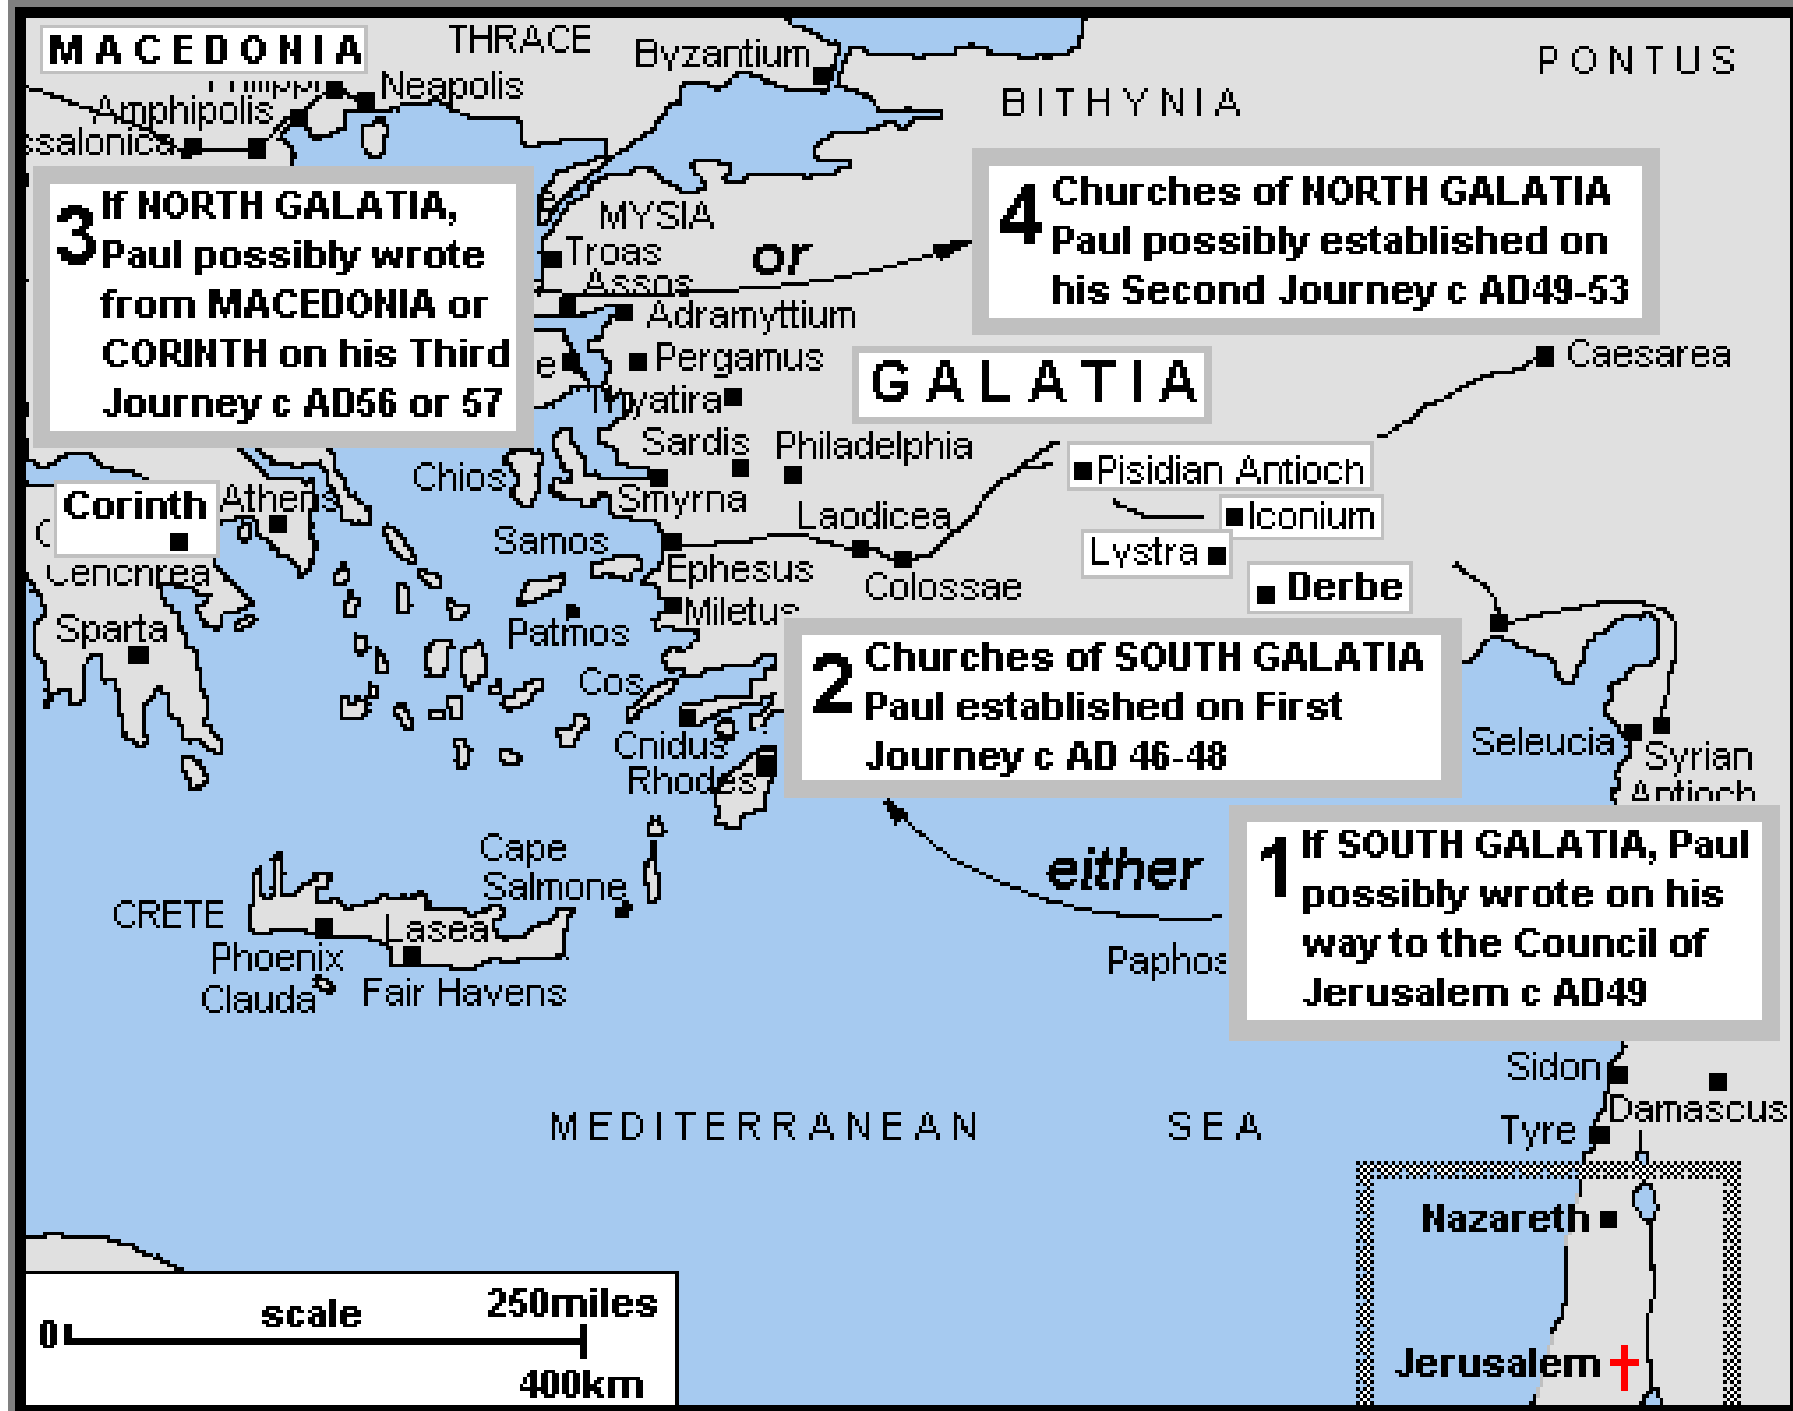 MACEDONIA
THRACE
Byzantium
PONTUS
Neapolis
BITHYNIA
Amphipolis
ssalonica
3 If NORTH GALATIA,
Paul possibly wrote
from MACEDONIA or
CORINTH on his Third
Journey c AD56 or 57
MYSIA
Troas
or
Assos
4 Churches of NORTH GALATIA
Paul possibly established on
his Second Journey c AD49-53
Adramyttium
e
Pergamus
GALATIA
Caesarea
Thyatira
Sardis
Philadelphia
Chios
Smyrna
Pisidian Antioch
Corinth
Athens
Laodicea
Iconium
Samos
Lystra
Cenchrea
Ephesus
Colossae
Derbe
Miletus
Sparta
Patmos
2 Churches of SOUTH GALATIA
Paul established on First
Journey c AD 46-48
Cos
Cnidus
Rhodes
Seleucia
Syrian
Antioch
Cape
Salmone
either
1 If SOUTH GALATIA, Paul
possibly wrote on his
way to the Council of
Jerusalem c AD49
CRETE
Lasea
Phoenix
Clauda
Fair Havens
Paphos
Sidon
Damascus
MEDITERRANEAN SEA
Tyre
Nazareth
Jerusalem
scale
250miles
0
400km